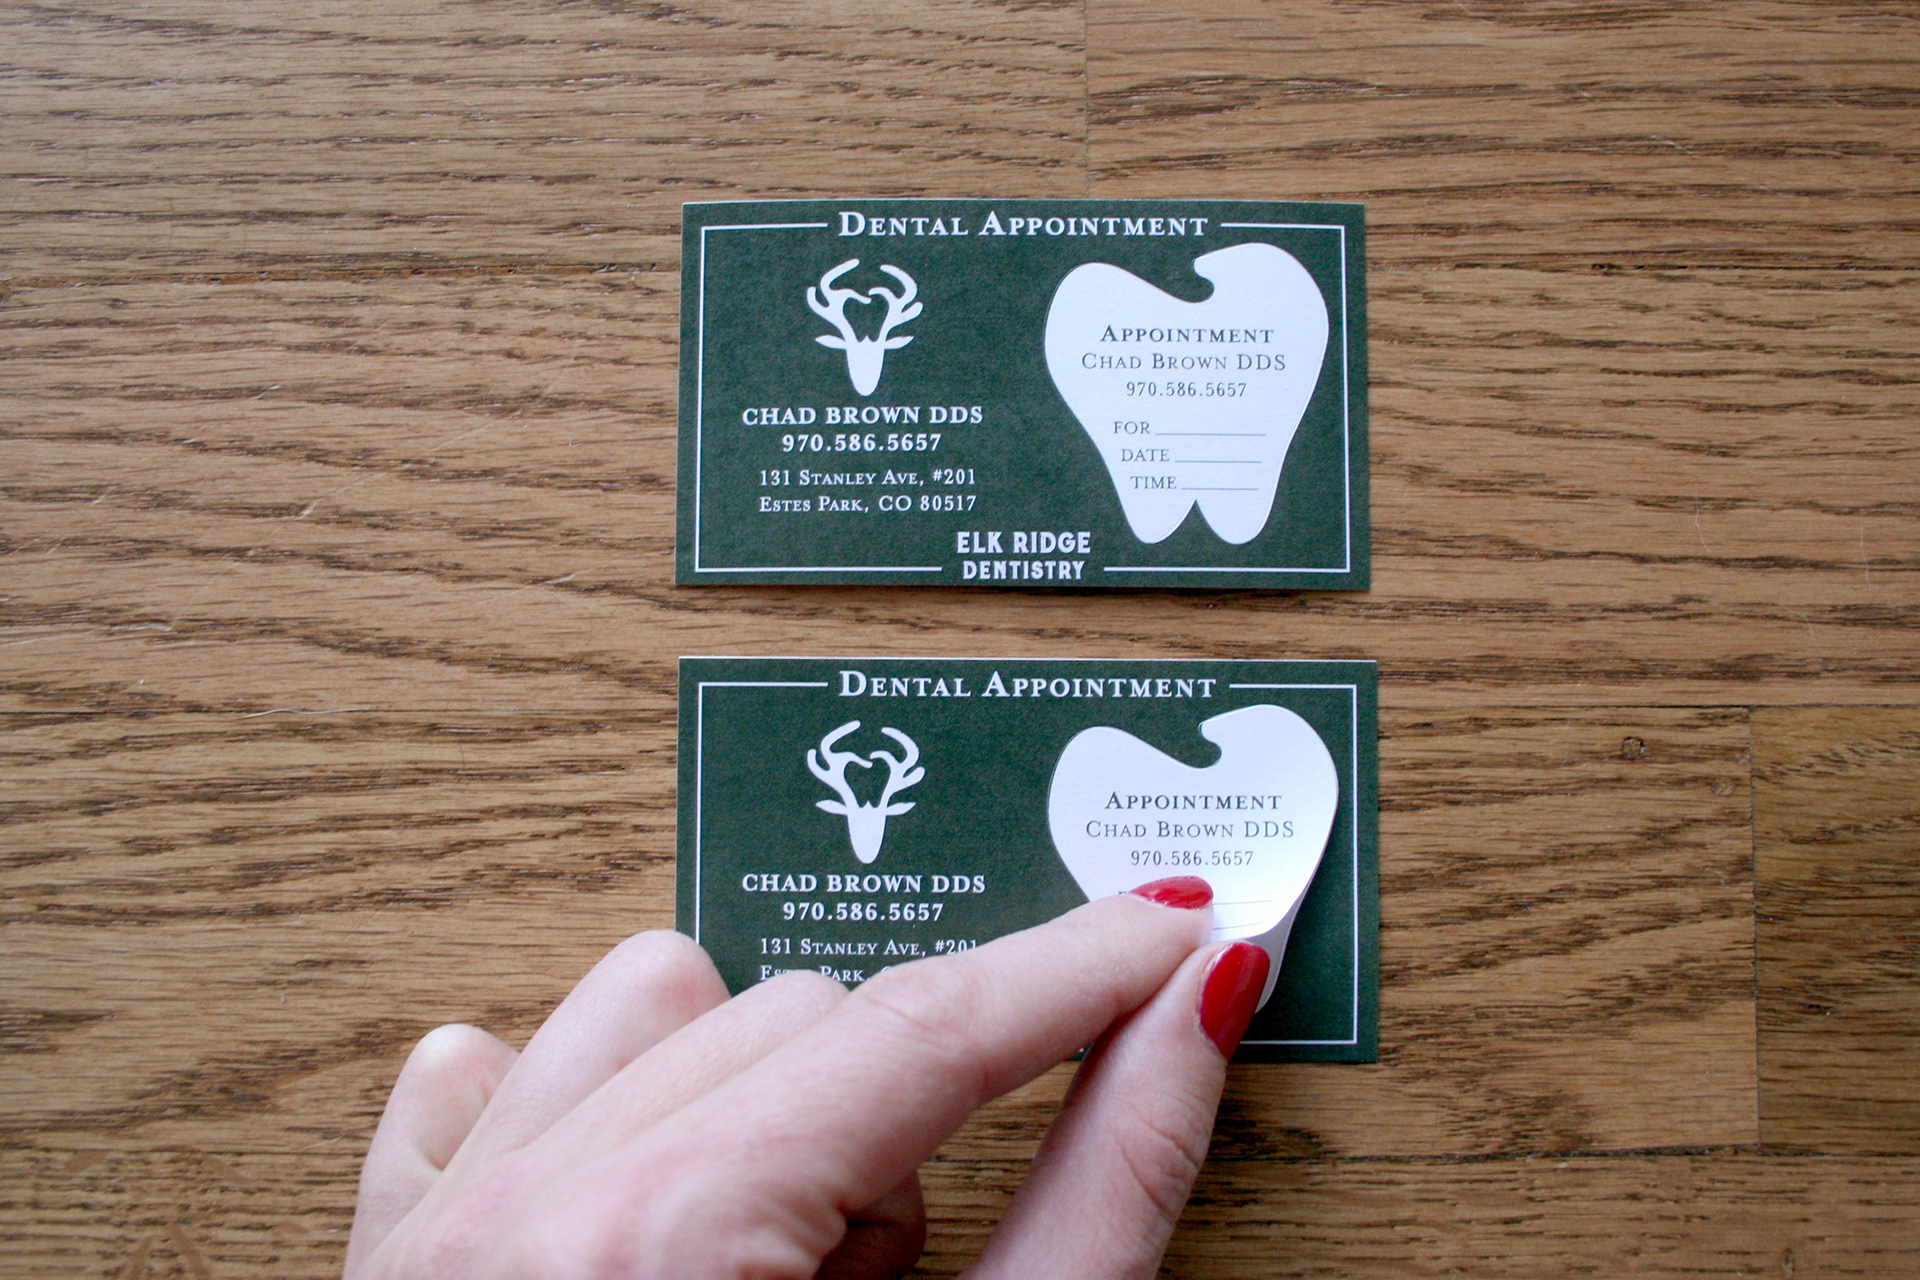 DENTAL APPOINTMENT
CHAD BROWN DDS
970.586.5657
131 STANLEY AVE, #201
ESTES PARK, CO 80517
APPOINTMENT
CHAD BROWN DDS
970.586.5657
FOR
DATE
TIME
ELK RIDGE
DENTISTRY
DENTAL APPOINTMENT
CHAD BROWN DDS
970.586.5657
131 STANLEY AVE, #201
PARK,
APPOINTMENT
CHAD BROWN DDS
970.586.5657